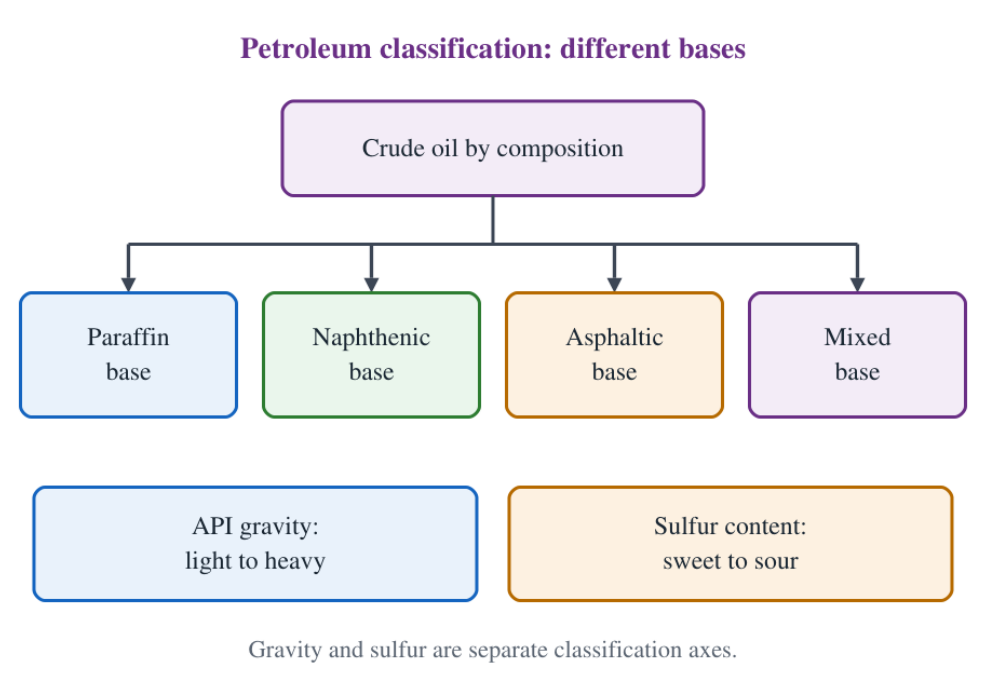 Petroleum classification: different bases
Crude oil by composition
Paraffin
base
Naphthenic
base
Asphaltic
base
Mixed
base
API gravity:
light to heavy
Sulfur content:
sweet to sour
Gravity and sulfur are separate classification axes.